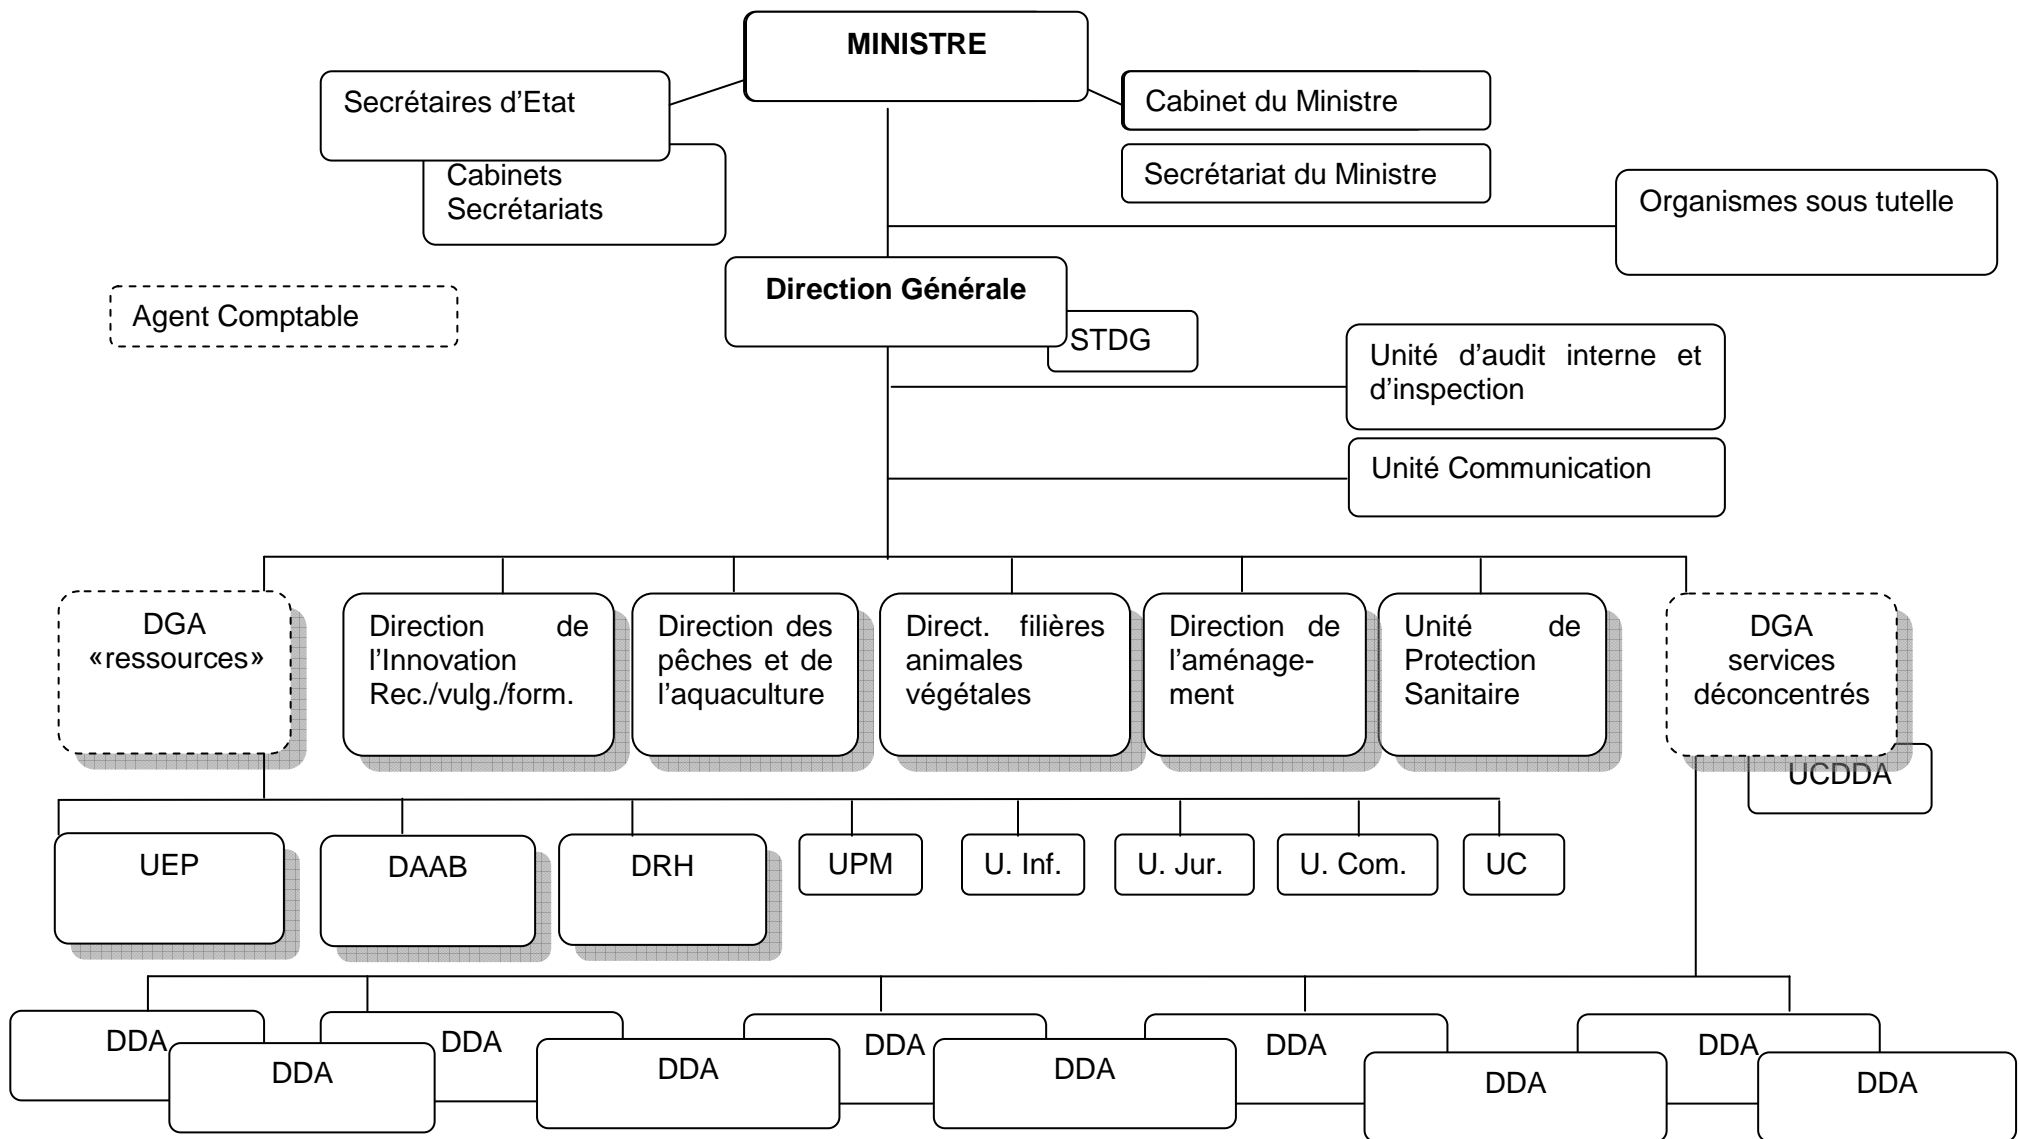 MINISTRE
Secrétaires d’Etat
Cabinet du Ministre
Cabinets
Secrétariats
Secrétariat du Ministre
Organismes sous tutelle
Direction Générale
Agent Comptable
STDG
Unité d’audit interne et
d’inspection
Unité Communication
DGA
«ressources»
Direction de
l’Innovation
Rec./vulg./form.
Direction des
pêches et de
l’aquaculture
Direct. filières
animales
végétales
Direction de
l’aménage-
ment
Unité de
Protection
Sanitaire
DGA
services
déconcentrés
UCDDA
UEP
DAAB
DRH
UPM
U. Inf.
U. Jur.
U. Com.
UC
DDA
DDA
DDA
DDA
DDA
DDA
DDA
DDA
DDA
DDA